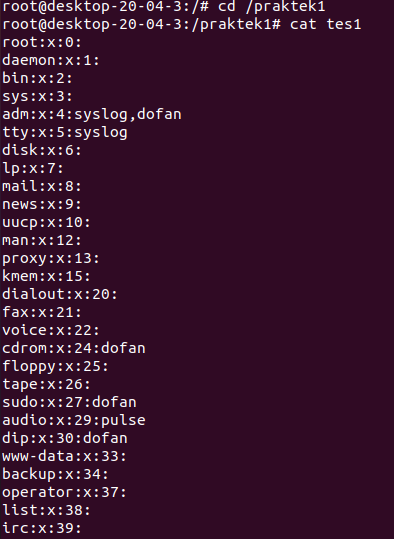 root@desktop-20-04-3:/# cd /praktek1
root@desktop-20-04-3:/praktek1# cat tes1
root:x:0:
daemon:x:1:
bin:x:2:
sys:x:3:
adm:x:4:syslog,dofan
tty:x:5:syslog
disk:x:6:
lp:x:7:
mail:x:8:
news:x:9:
uucp:x:10:
man:x:12:
proxy:x:13:
kmem:x:15:
dialout:x:20:
fax:x:21:
voice:x:22:
cdrom:x:24:dofan
floppy:x:25:
tape:x:26:
sudo:x:27:dofan
audio:x:29:pulse
dip:x:30:dofan
www-data:x:33:
backup:x:34:
operator:x:37:
list:x:38:
irc:x:39: